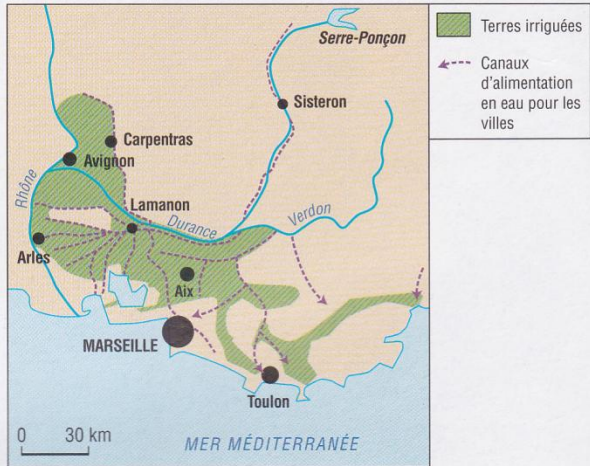 Serre-Ponçon
Sisteron
Carpentras
Avignon
Rhône
Lamanon
Durance
Verdon
Arles
Aix
MARSEILLE
Toulon
0 30 km
MER MÉDITERRANÉE
Terres irriguées
Canaux
d'alimentation
en eau pour les
villes